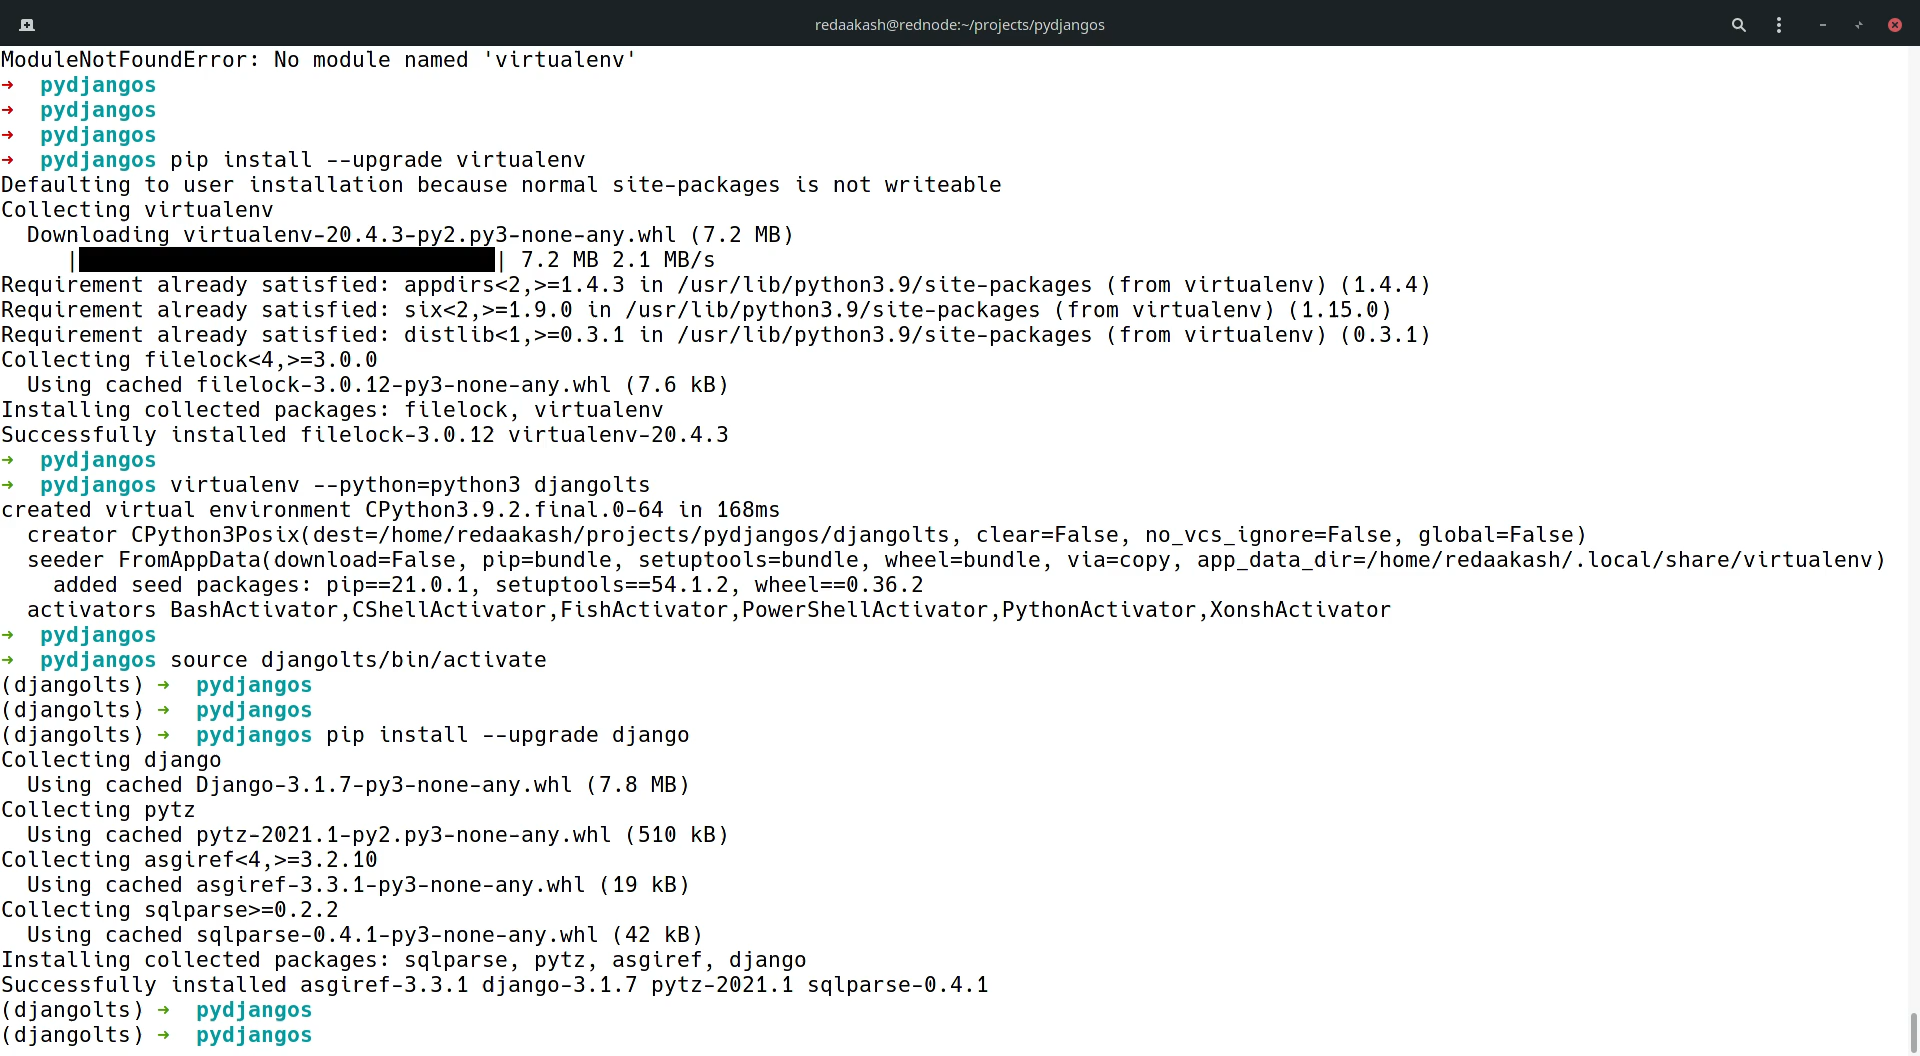 redaakash@rednode:~/projects/pydjangos
ModuleNotFoundError: No module named 'virtualenv'
➜  pydjangos
➜  pydjangos
➜  pydjangos
➜  pydjangos pip install --upgrade virtualenv
Defaulting to user installation because normal site-packages is not writeable
Collecting virtualenv
  Downloading virtualenv-20.4.3-py2.py3-none-any.whl (7.2 MB)
     |████████████████████████████████| 7.2 MB 2.1 MB/s
Requirement already satisfied: appdirs<2,>=1.4.3 in /usr/lib/python3.9/site-packages (from virtualenv) (1.4.4)
Requirement already satisfied: six<2,>=1.9.0 in /usr/lib/python3.9/site-packages (from virtualenv) (1.15.0)
Requirement already satisfied: distlib<1,>=0.3.1 in /usr/lib/python3.9/site-packages (from virtualenv) (0.3.1)
Collecting filelock<4,>=3.0.0
  Using cached filelock-3.0.12-py3-none-any.whl (7.6 kB)
Installing collected packages: filelock, virtualenv
Successfully installed filelock-3.0.12 virtualenv-20.4.3
➜  pydjangos
➜  pydjangos virtualenv --python=python3 djangolts
created virtual environment CPython3.9.2.final.0-64 in 168ms
  creator CPython3Posix(dest=/home/redaakash/projects/pydjangos/djangolts, clear=False, no_vcs_ignore=False, global=False)
  seeder FromAppData(download=False, pip=bundle, setuptools=bundle, wheel=bundle, via=copy, app_data_dir=/home/redaakash/.local/share/virtualenv)
    added seed packages: pip==21.0.1, setuptools==54.1.2, wheel==0.36.2
  activators BashActivator,CShellActivator,FishActivator,PowerShellActivator,PythonActivator,XonshActivator
➜  pydjangos
➜  pydjangos source djangolts/bin/activate
(djangolts) ➜  pydjangos
(djangolts) ➜  pydjangos
(djangolts) ➜  pydjangos pip install --upgrade django
Collecting django
  Using cached Django-3.1.7-py3-none-any.whl (7.8 MB)
Collecting pytz
  Using cached pytz-2021.1-py2.py3-none-any.whl (510 kB)
Collecting asgiref<4,>=3.2.10
  Using cached asgiref-3.3.1-py3-none-any.whl (19 kB)
Collecting sqlparse>=0.2.2
  Using cached sqlparse-0.4.1-py3-none-any.whl (42 kB)
Installing collected packages: sqlparse, pytz, asgiref, django
Successfully installed asgiref-3.3.1 django-3.1.7 pytz-2021.1 sqlparse-0.4.1
(djangolts) ➜  pydjangos
(djangolts) ➜  pydjangos